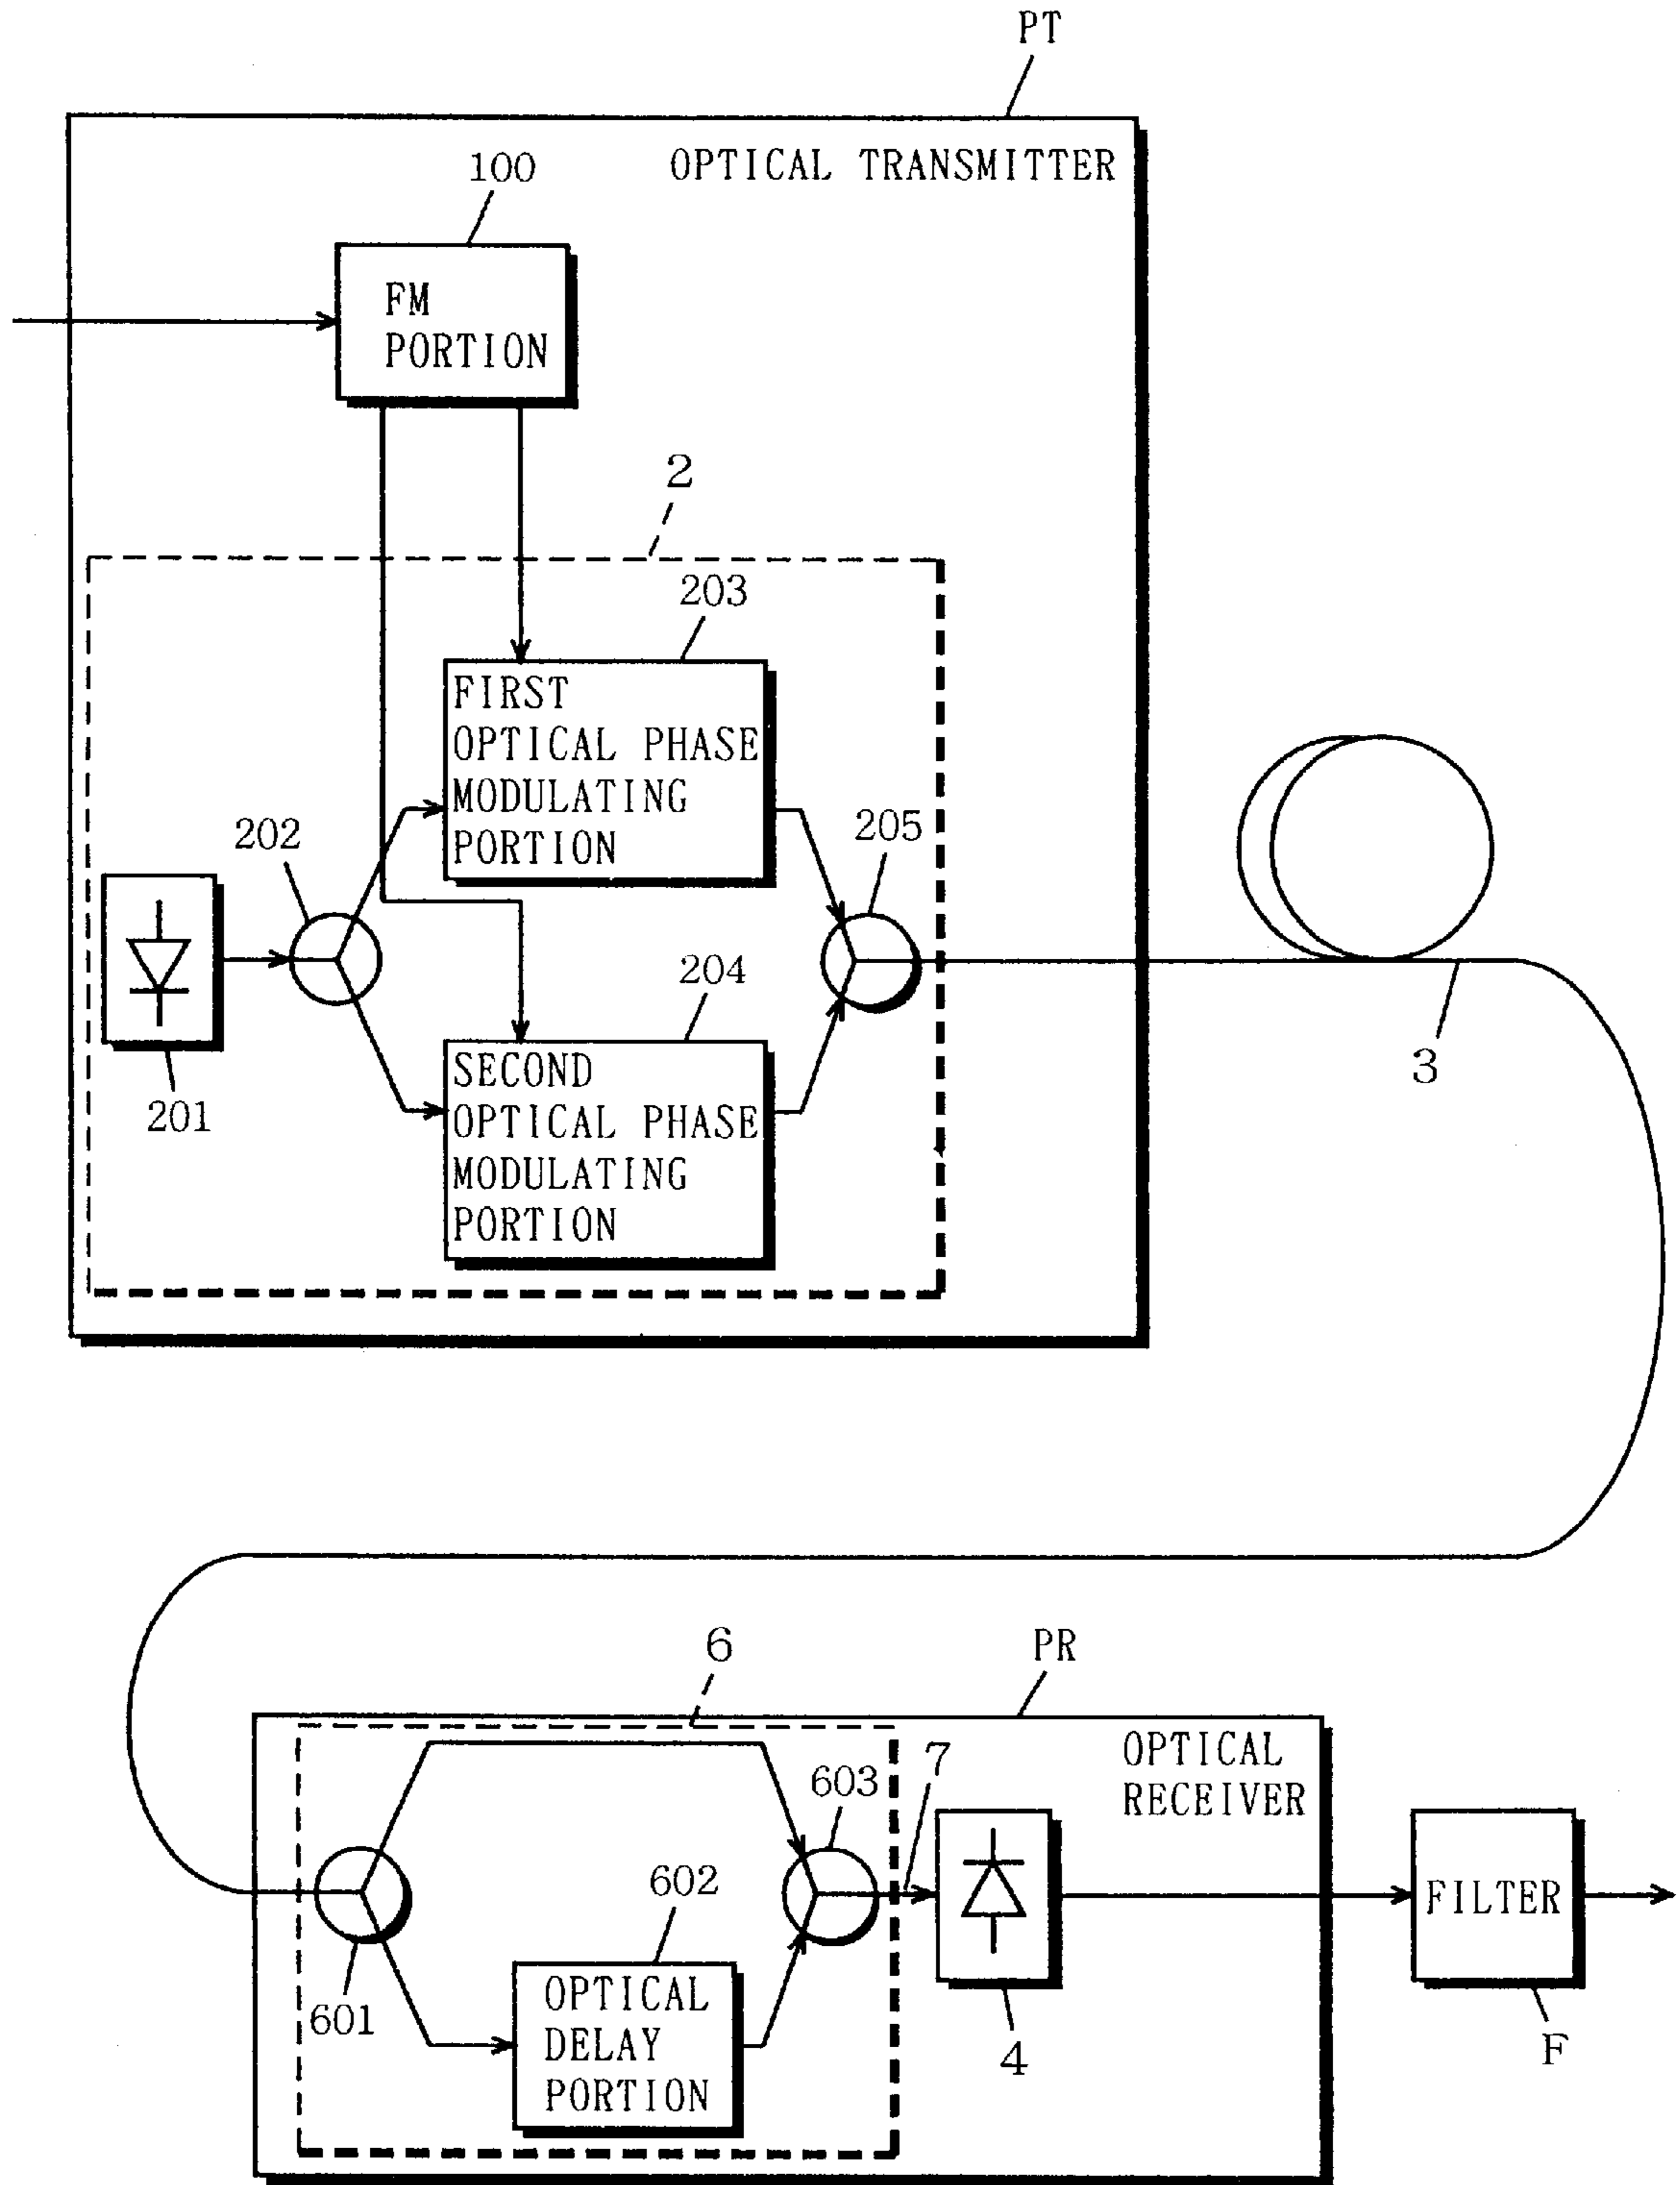 PT
OPTICAL TRANSMITTER
100
FM
PORTION
2
203
FIRST
OPTICAL PHASE
MODULATING
PORTION
202
205
201
204
SECOND
OPTICAL PHASE
MODULATING
PORTION
3
6
PR
OPTICAL
RECEIVER
7
603
602
601
OPTICAL
DELAY
PORTION
4
FILTER
F